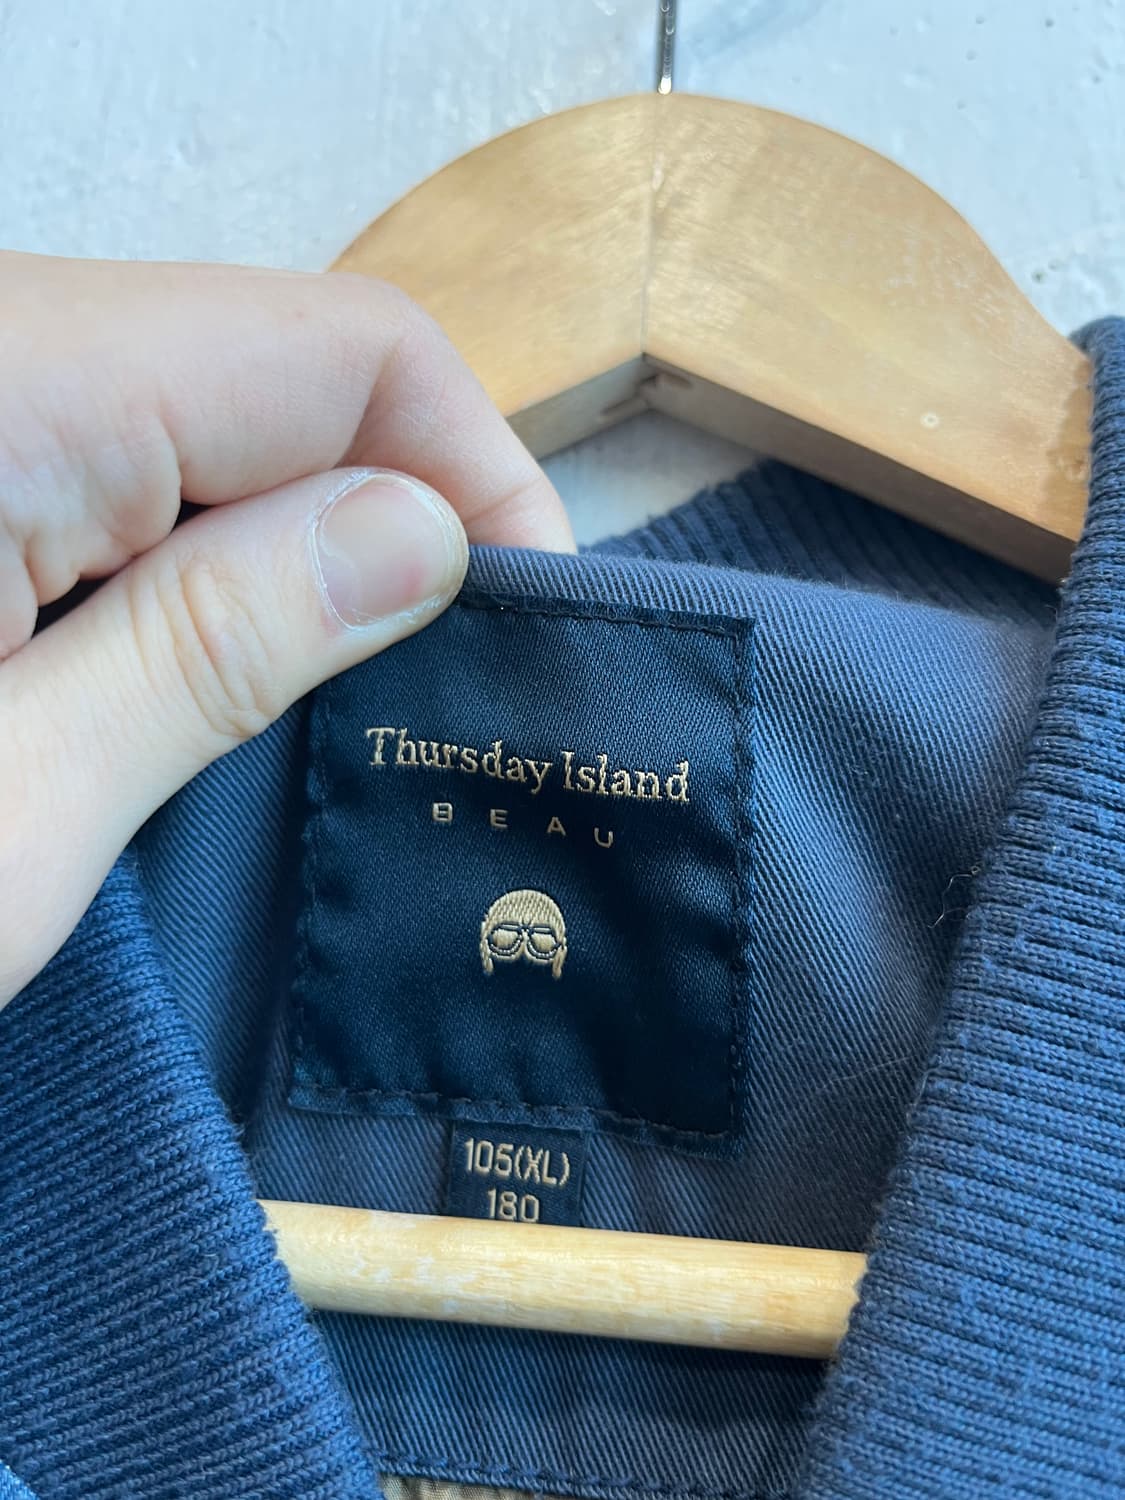 Thursday Island
BEAU
105(XL)
180